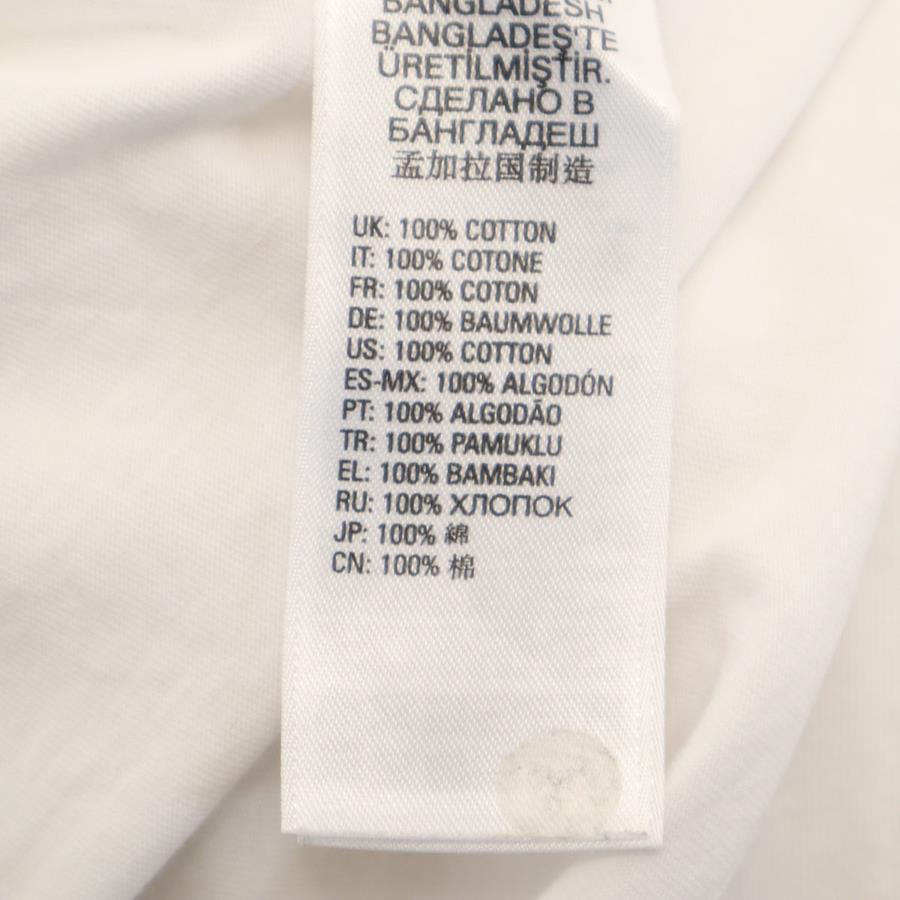 BANGLADESH
BANGLADEŞ'TE
ÜRETİLMİŞTİR.
СДЕЛАНО В
БАНГЛАДЕШ
孟加拉国制造
UK: 100% COTTON
IT: 100% COTONE
FR: 100% COTON
DE: 100% BAUMWOLLE
US: 100% COTTON
ES-MX: 100% ALGODÓN
PT: 100% ALGODÃO
TR: 100% PAMUKLU
EL: 100% BAMBAKI
RU: 100% ХЛОПОК
JP: 100% 綿
CN: 100% 棉